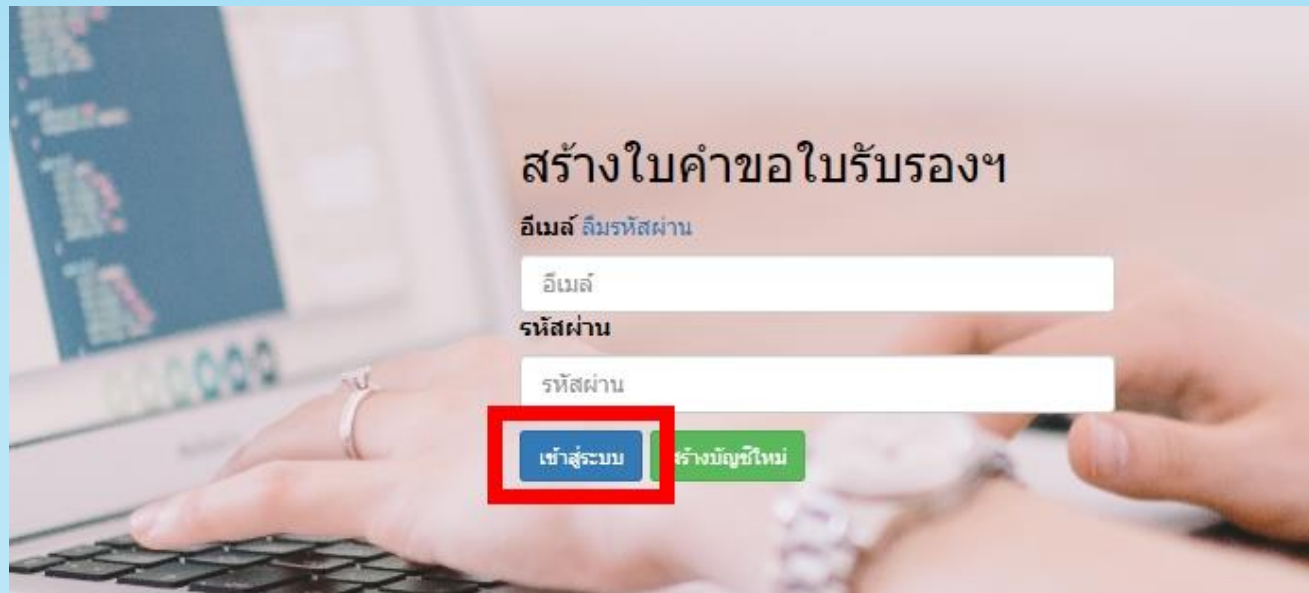 สร้างใบคำขอใบรับรองฯ
อีเมล์ ลืมรหัสผ่าน
อีเมล์
รหัสผ่าน
รหัสผ่าน
เข้าสู่ระบบ สร้างบัญชีใหม่